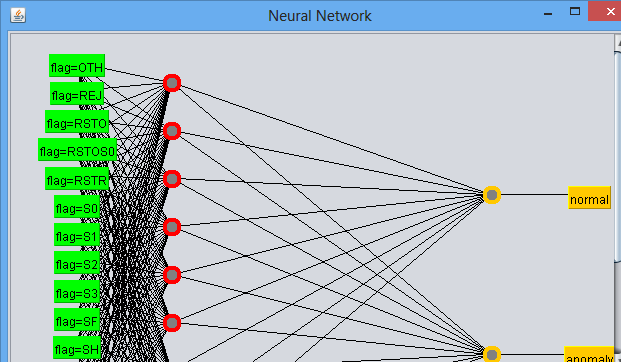 Neural Network
flag=OTH
flag=REJ
flag=RSTO
flag=RSTOS0
flag=RSTR
flag=S0
flag=S1
flag=S2
flag=S3
flag=SF
flag=SH
normal
anomaly